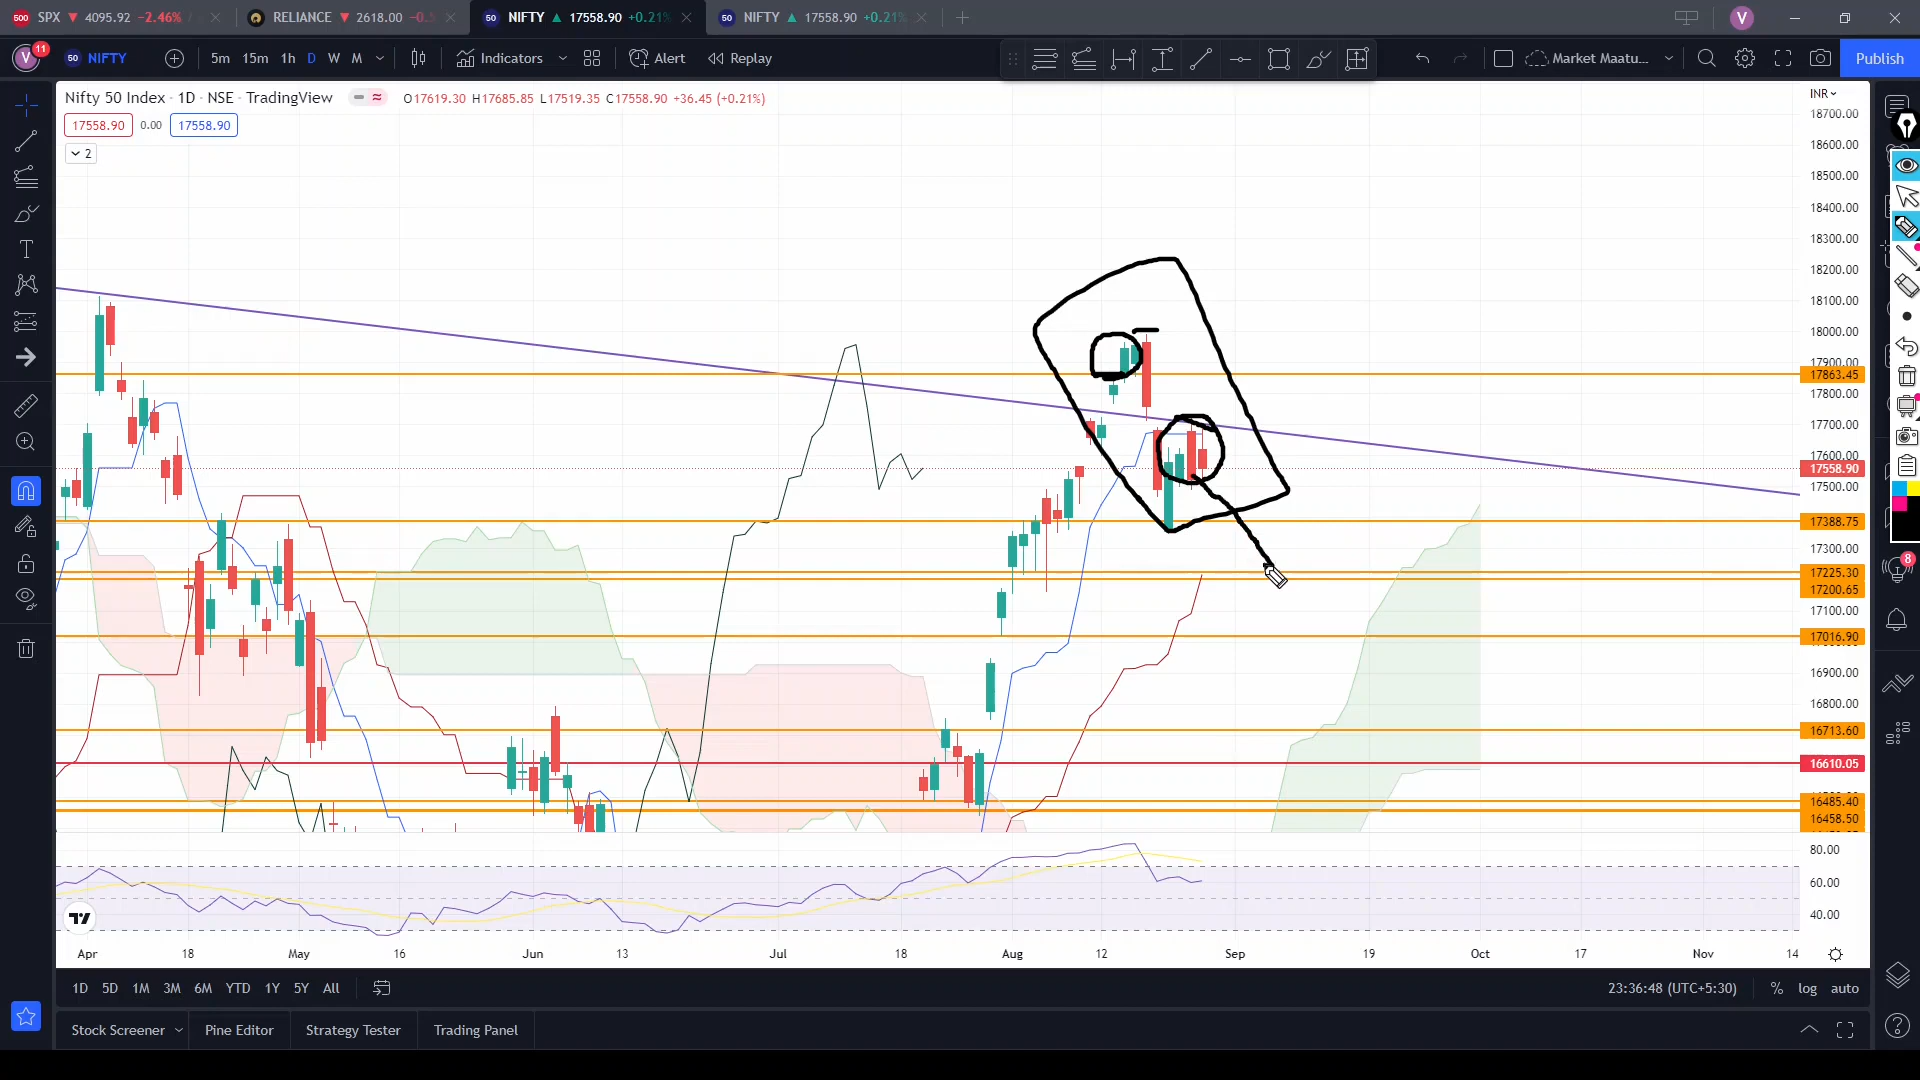 500 SPX ▼ 4095.92 −2.46%
RELIANCE ▼ 2618.00
50 NIFTY ▲ 17558.90 +0.21%
50 NIFTY ▲ 17558.90 +0.21%
V
V 11
50 NIFTY
5m 15m 1h D W M
Indicators
Alert
Replay
Market Maatu...
Publish
Nifty 50 Index · 1D · NSE · TradingView
O17619.30 H17685.85 L17519.35 C17558.90 +36.45 (+0.21%)
17558.90 0.00 17558.90
2
INR
18700.00
18600.00
18500.00
18400.00
18300.00
18200.00
18100.00
18000.00
17900.00
17863.45
17800.00
17700.00
17600.00
17558.90
17500.00
17388.75
17300.00
17225.30
17200.65
17100.00
17016.90
16900.00
16800.00
16713.60
16610.05
16485.40
16458.50
80.00
60.00
40.00
8
Apr 18 May 16 Jun 13 Jul 18 Aug 12 Sep 19 Oct 17 Nov 14
1D 5D 1M 3M 6M YTD 1Y 5Y All
23:36:48 (UTC+5:30) % log auto
Stock Screener Pine Editor Strategy Tester Trading Panel